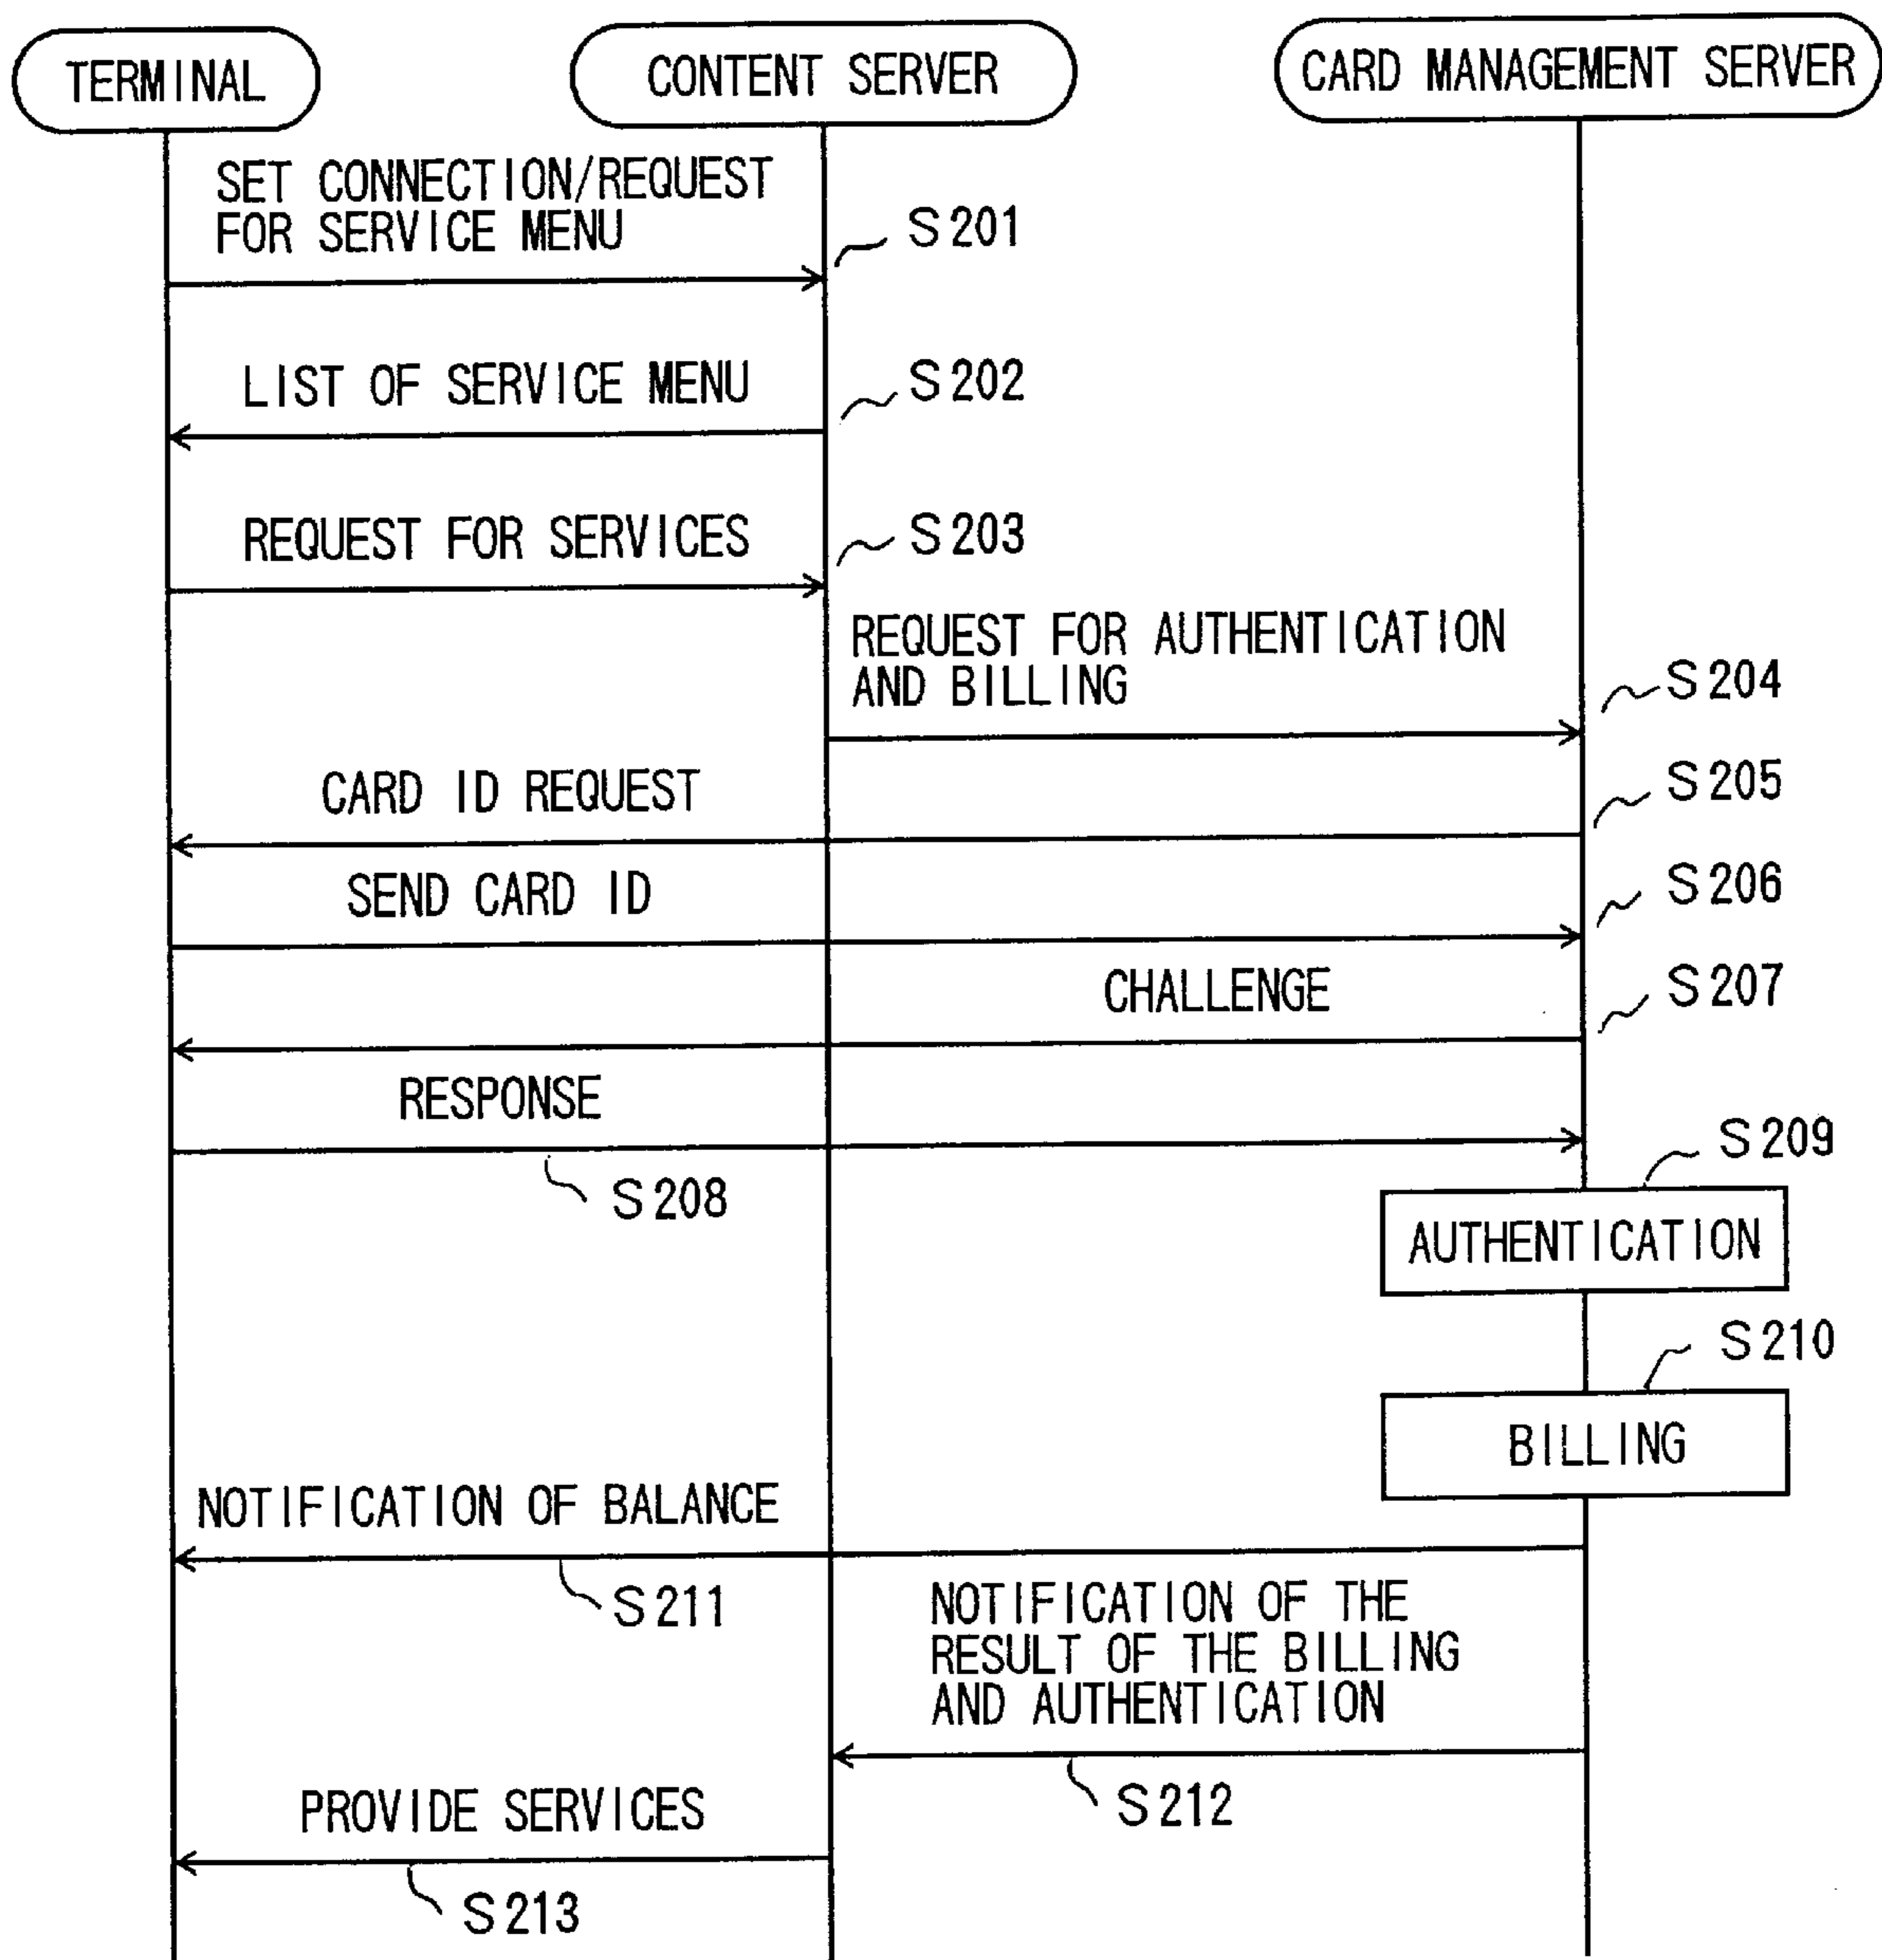 TERMINAL
CONTENT SERVER
CARD MANAGEMENT SERVER
SET CONNECTION/REQUEST
FOR SERVICE MENU
S201
LIST OF SERVICE MENU
S202
REQUEST FOR SERVICES
S203
REQUEST FOR AUTHENTICATION
AND BILLING
S204
CARD ID REQUEST
S205
SEND CARD ID
S206
CHALLENGE
S207
RESPONSE
S208
S209
AUTHENTICATION
S210
BILLING
NOTIFICATION OF BALANCE
S211
NOTIFICATION OF THE
RESULT OF THE BILLING
AND AUTHENTICATION
S212
PROVIDE SERVICES
S213